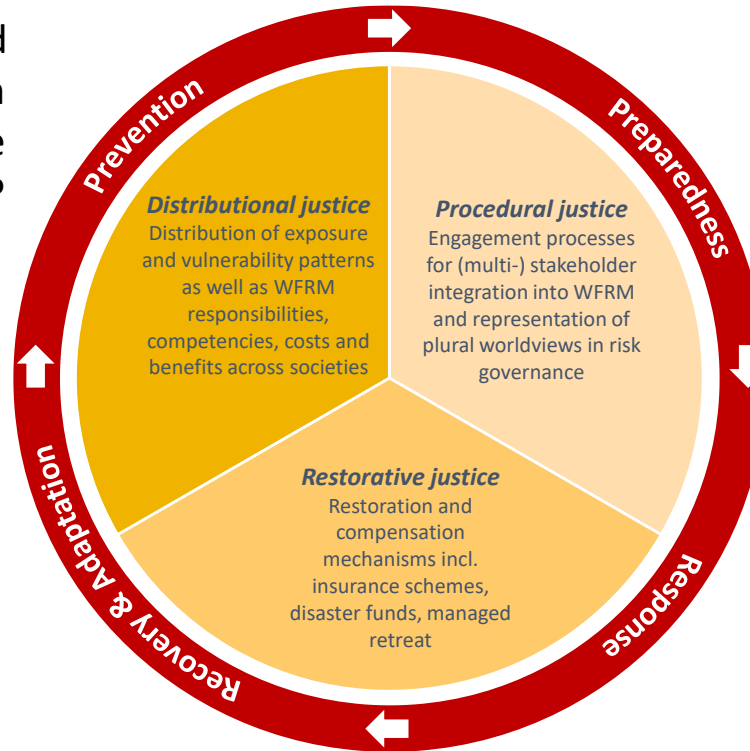 d
n
e
Prevention
Preparedness
Response
Recovery & Adaptation
Distributional justice
Distribution of exposure
and vulnerability patterns
as well as WFRM
responsibilities,
competencies, costs and
benefits across societies
Procedural justice
Engagement processes
for (multi-) stakeholder
integration into WFRM
and representation of
plural worldviews in risk
governance
Restorative justice
Restoration and
compensation
mechanisms incl.
insurance schemes,
disaster funds, managed
retreat